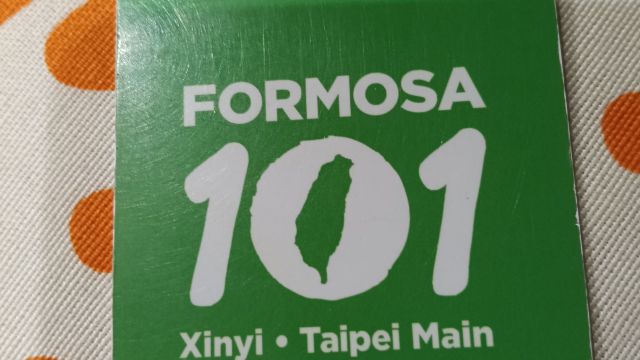 FORMOSA
101
Xinyi • Taipei Main